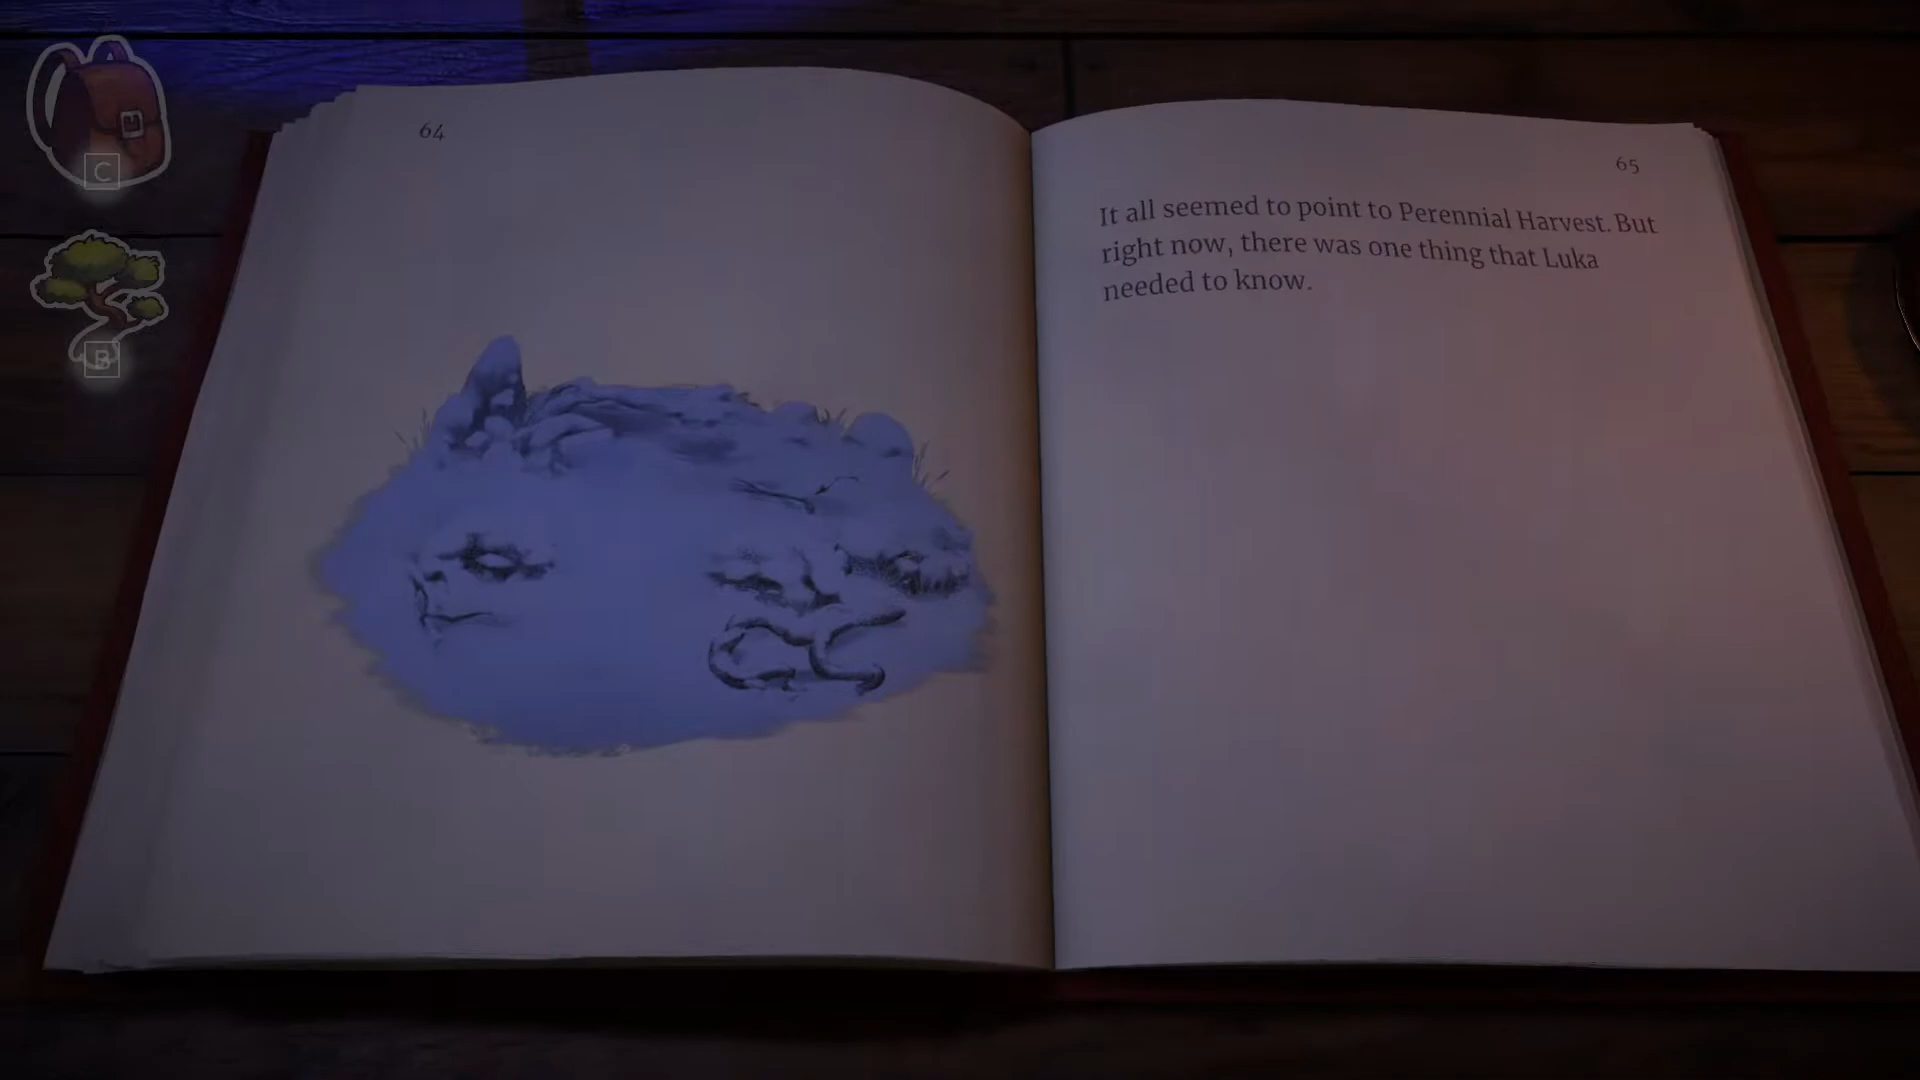 C
B
64
65
It all seemed to point to Perennial Harvest. But
right now, there was one thing that Luka
needed to know.